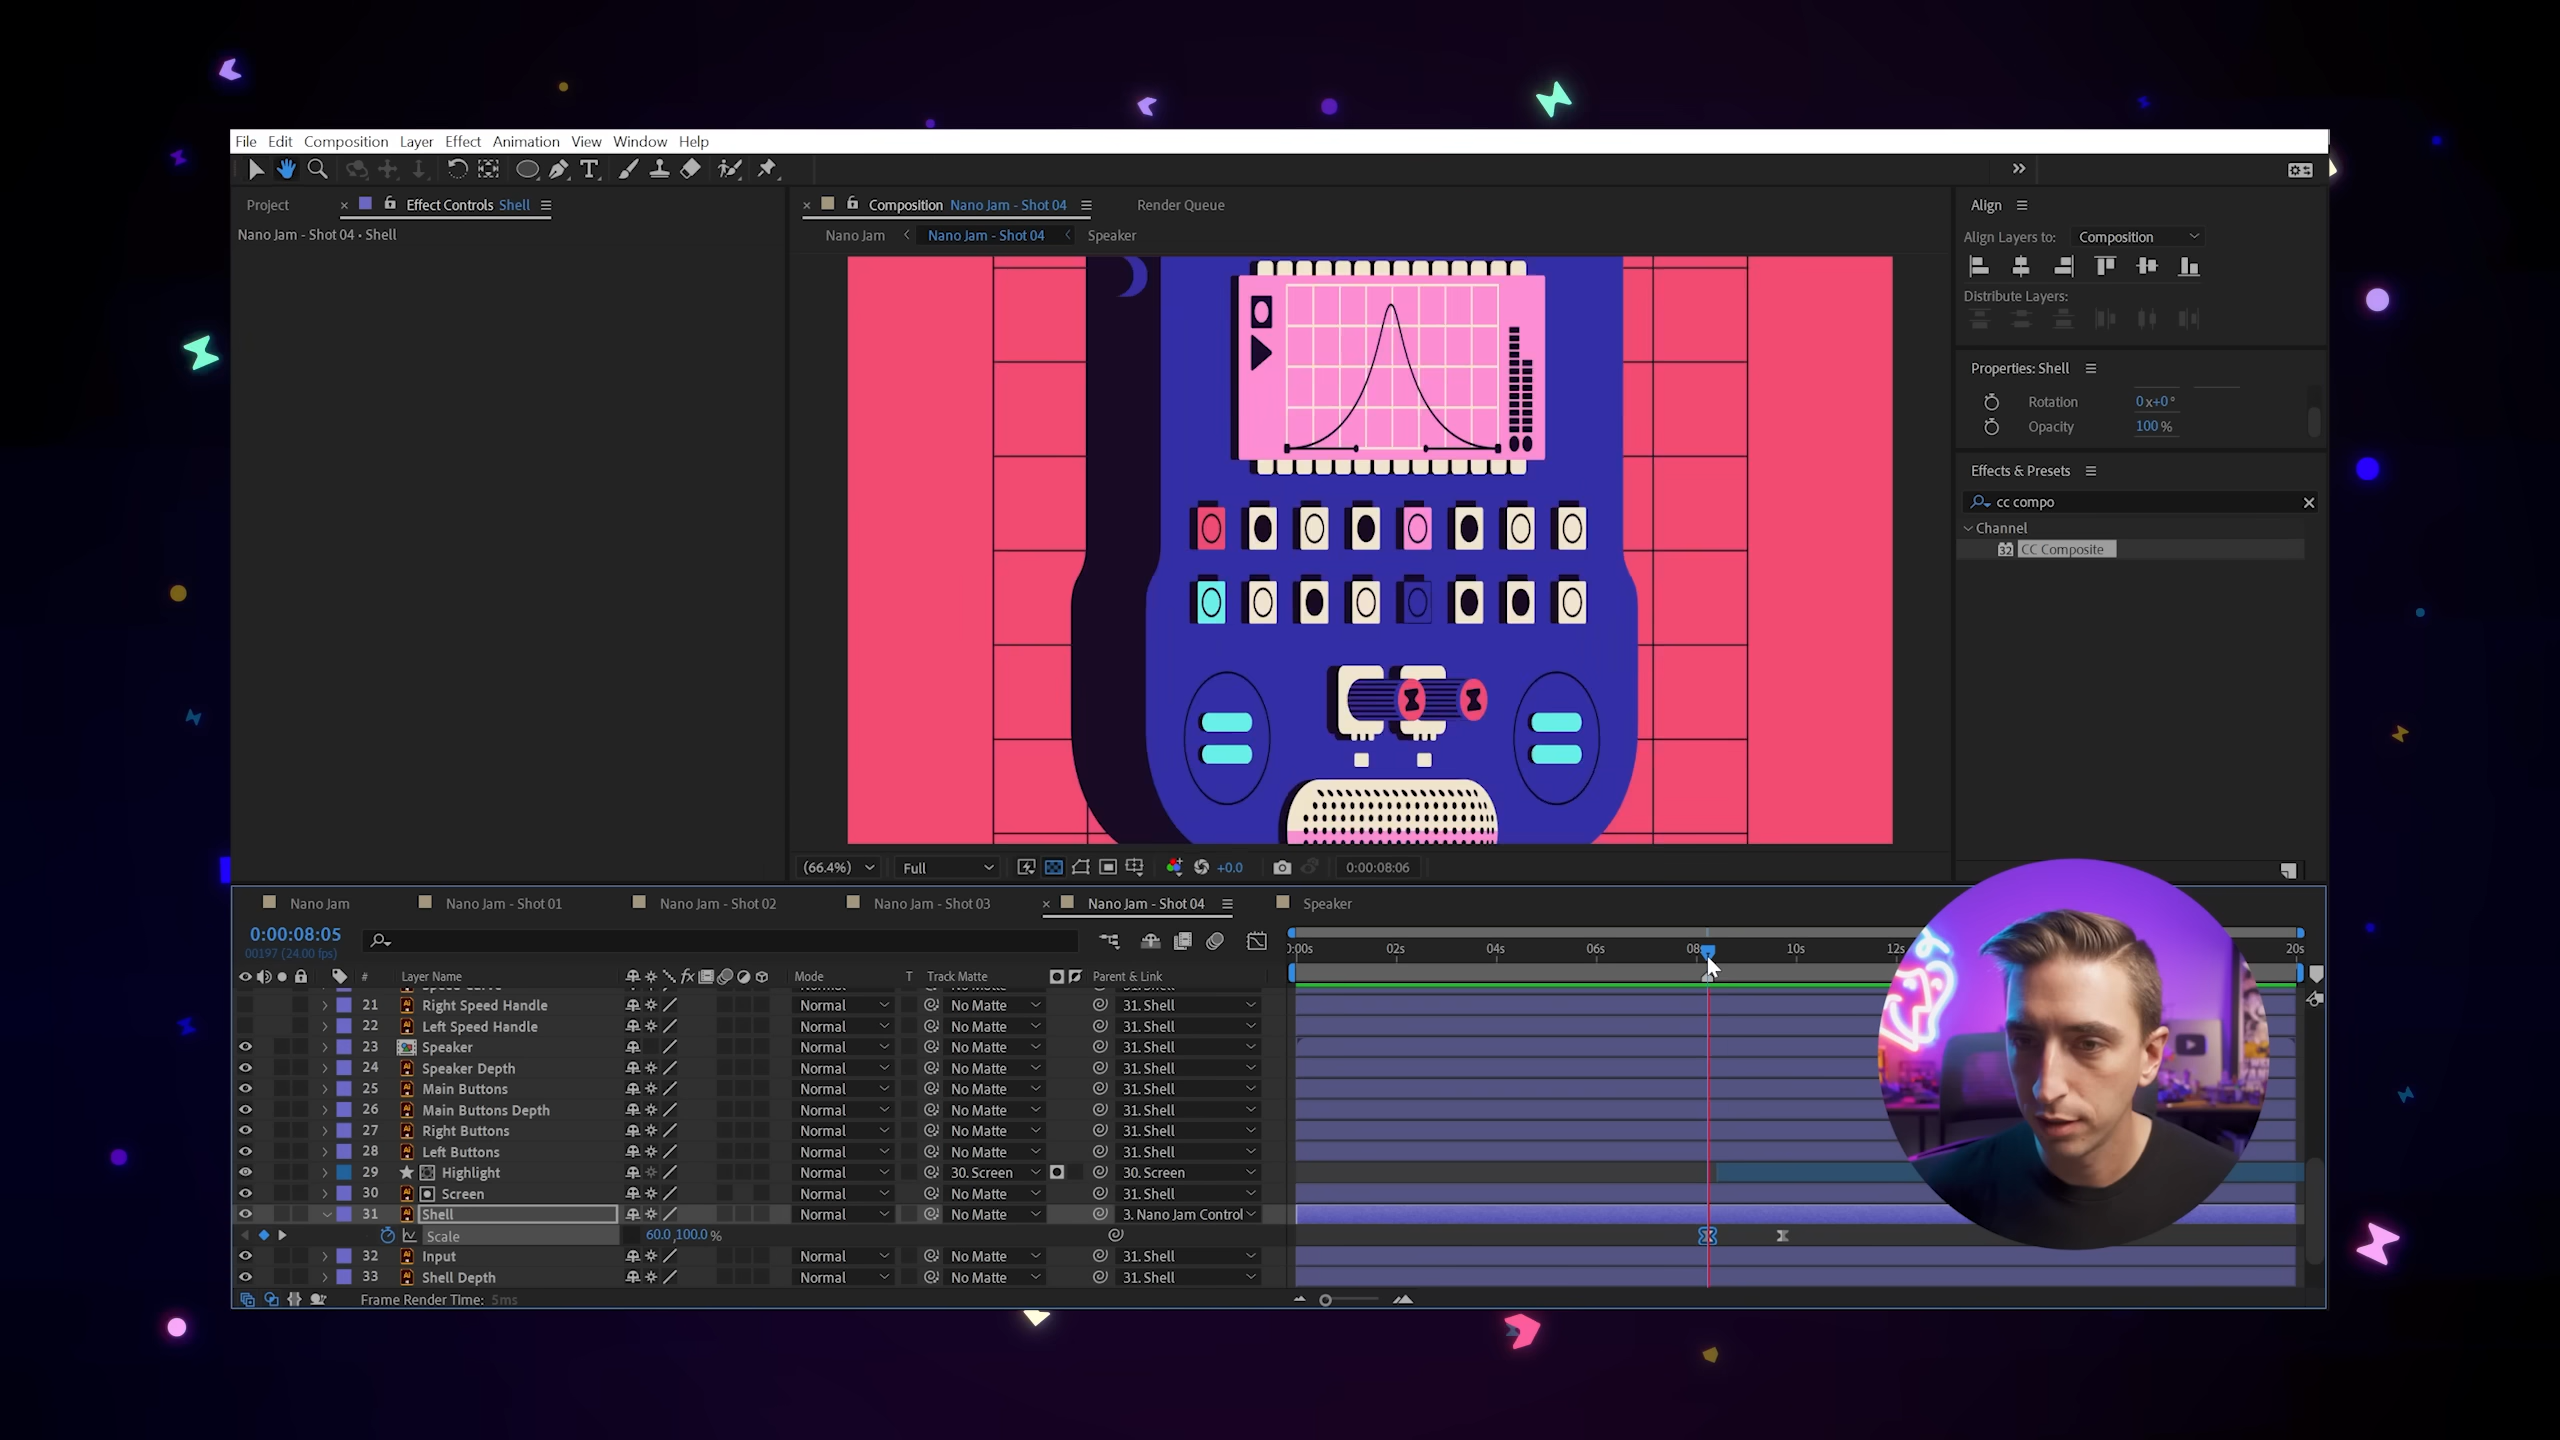 File Edit Composition Layer Effect Animation View Window Help
Project Effect Controls Shell
Nano Jam - Shot 04 • Shell
Composition Nano Jam - Shot 04 Render Queue
Nano Jam Nano Jam - Shot 04 Speaker
Align
Align Layers to: Composition
Distribute Layers:
Properties: Shell
Rotation 0x+0°
Opacity 100%
Effects & Presets
cc compo
Channel
32 CC Composite
(66.4%) Full +0.0 0:00:08:06
Nano Jam Nano Jam - Shot 01 Nano Jam - Shot 02 Nano Jam - Shot 03 Nano Jam - Shot 04 Speaker
0:00:08:05
00197 (24.00 fps)
0:00s 02s 04s 06s 08s 10s 12s 20s
# Layer Name fx Mode T Track Matte Parent & Link
21 Right Speed Handle Normal No Matte 31. Shell
22 Left Speed Handle Normal No Matte 31. Shell
23 Speaker Normal No Matte 31. Shell
24 Ai Speaker Depth Normal No Matte 31. Shell
25 Ai Main Buttons Normal No Matte 31. Shell
26 Ai Main Buttons Depth Normal No Matte 31. Shell
27 Ai Right Buttons Normal No Matte 31. Shell
28 Ai Left Buttons Normal No Matte 31. Shell
29 Highlight Normal 30. Screen 30. Screen
30 Ai Screen Normal No Matte 31. Shell
31 Ai Shell Normal No Matte 3. Nano Jam Control
Scale 60.0,100.0%
32 Ai Input Normal No Matte 31. Shell
33 Ai Shell Depth Normal No Matte 31. Shell
Frame Render Time: 5ms